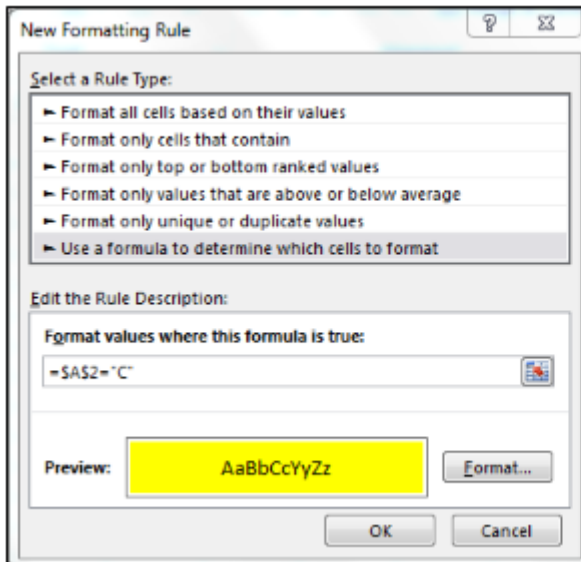 New Formatting Rule
Select a Rule Type:
► Format all cells based on their values
► Format only cells that contain
► Format only top or bottom ranked values
► Format only values that are above or below average
► Format only unique or duplicate values
► Use a formula to determine which cells to format
Edit the Rule Description:
Format values where this formula is true:
=$A$2="C"
Preview: AaBbCcYyZz Format...
OK Cancel